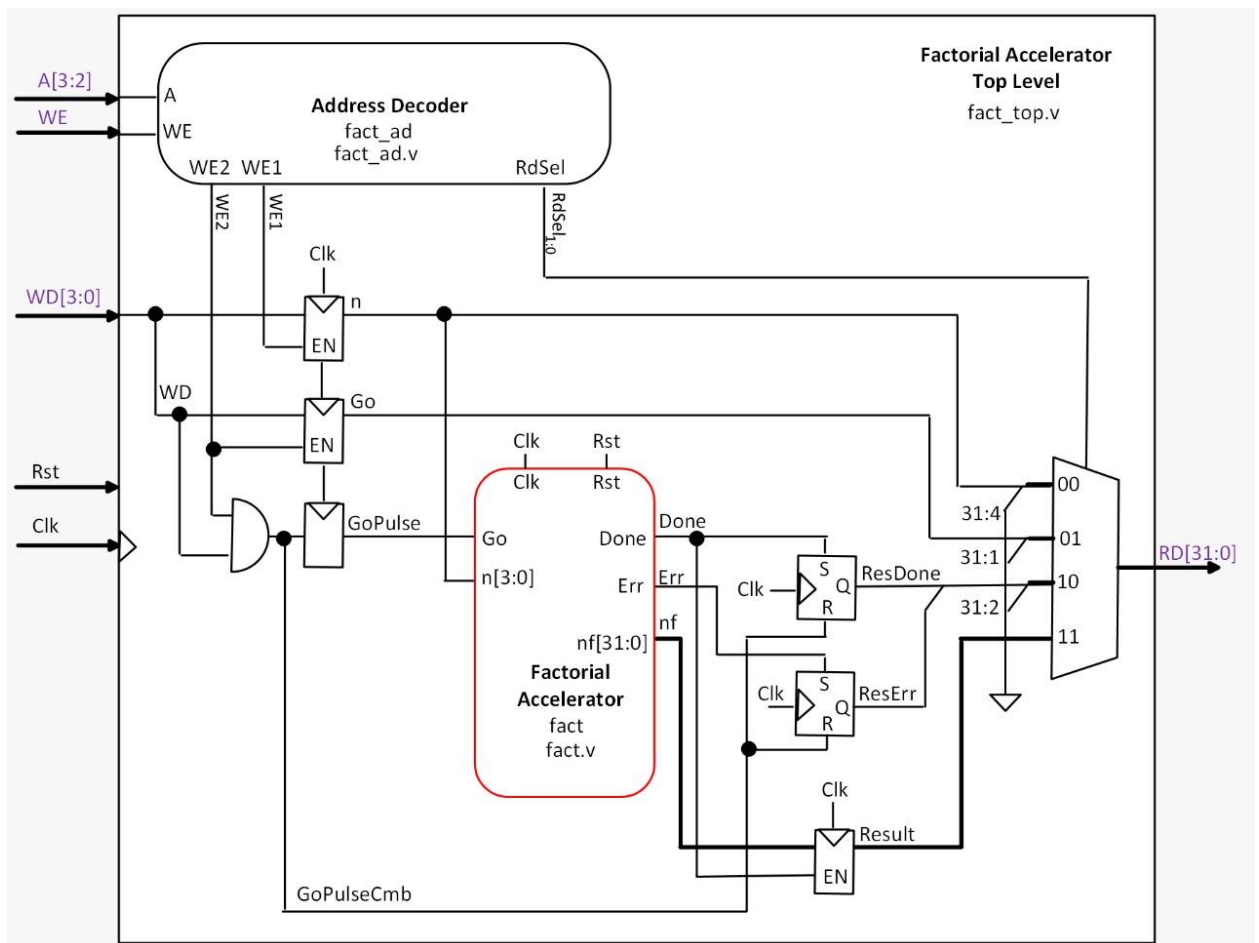 Factorial Accelerator
Top Level
fact_top.v
A[3:2]
WE
A
WE
Address Decoder
fact_ad
fact_ad.v
WE2 WE1
RdSel
WE2
WE1
RdSel1:0
Clk
WD[3:0]
n
EN
WD
Go
EN
Rst
Clk
GoPulse
Clk
Rst
Clk
Rst
Go
n[3:0]
Done
Err
nf[31:0]
Factorial
Accelerator
fact
fact.v
Done
Err
nf
Clk
S
Q
R
ResDone
Clk
S
Q
R
ResErr
31:4
31:1
31:2
00
01
10
11
RD[31:0]
Clk
Result
EN
GoPulseCmb